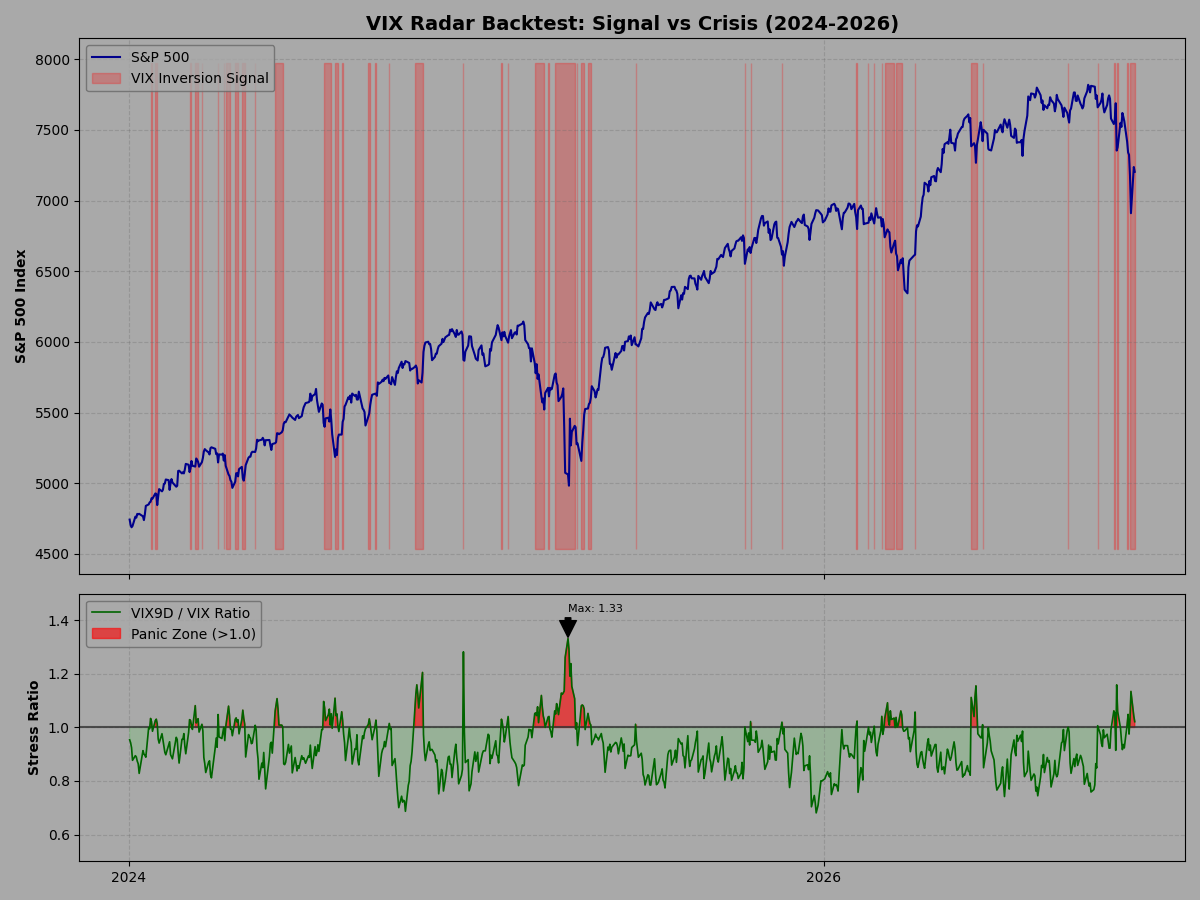 VIX Radar Backtest: Signal vs Crisis (2024-2026)
S&P 500
VIX Inversion Signal
S&P 500 Index
8000
7500
7000
6500
6000
5500
5000
4500
VIX9D / VIX Ratio
Panic Zone (>1.0)
Max: 1.33
Stress Ratio
1.4
1.2
1.0
0.8
0.6
2024
2026